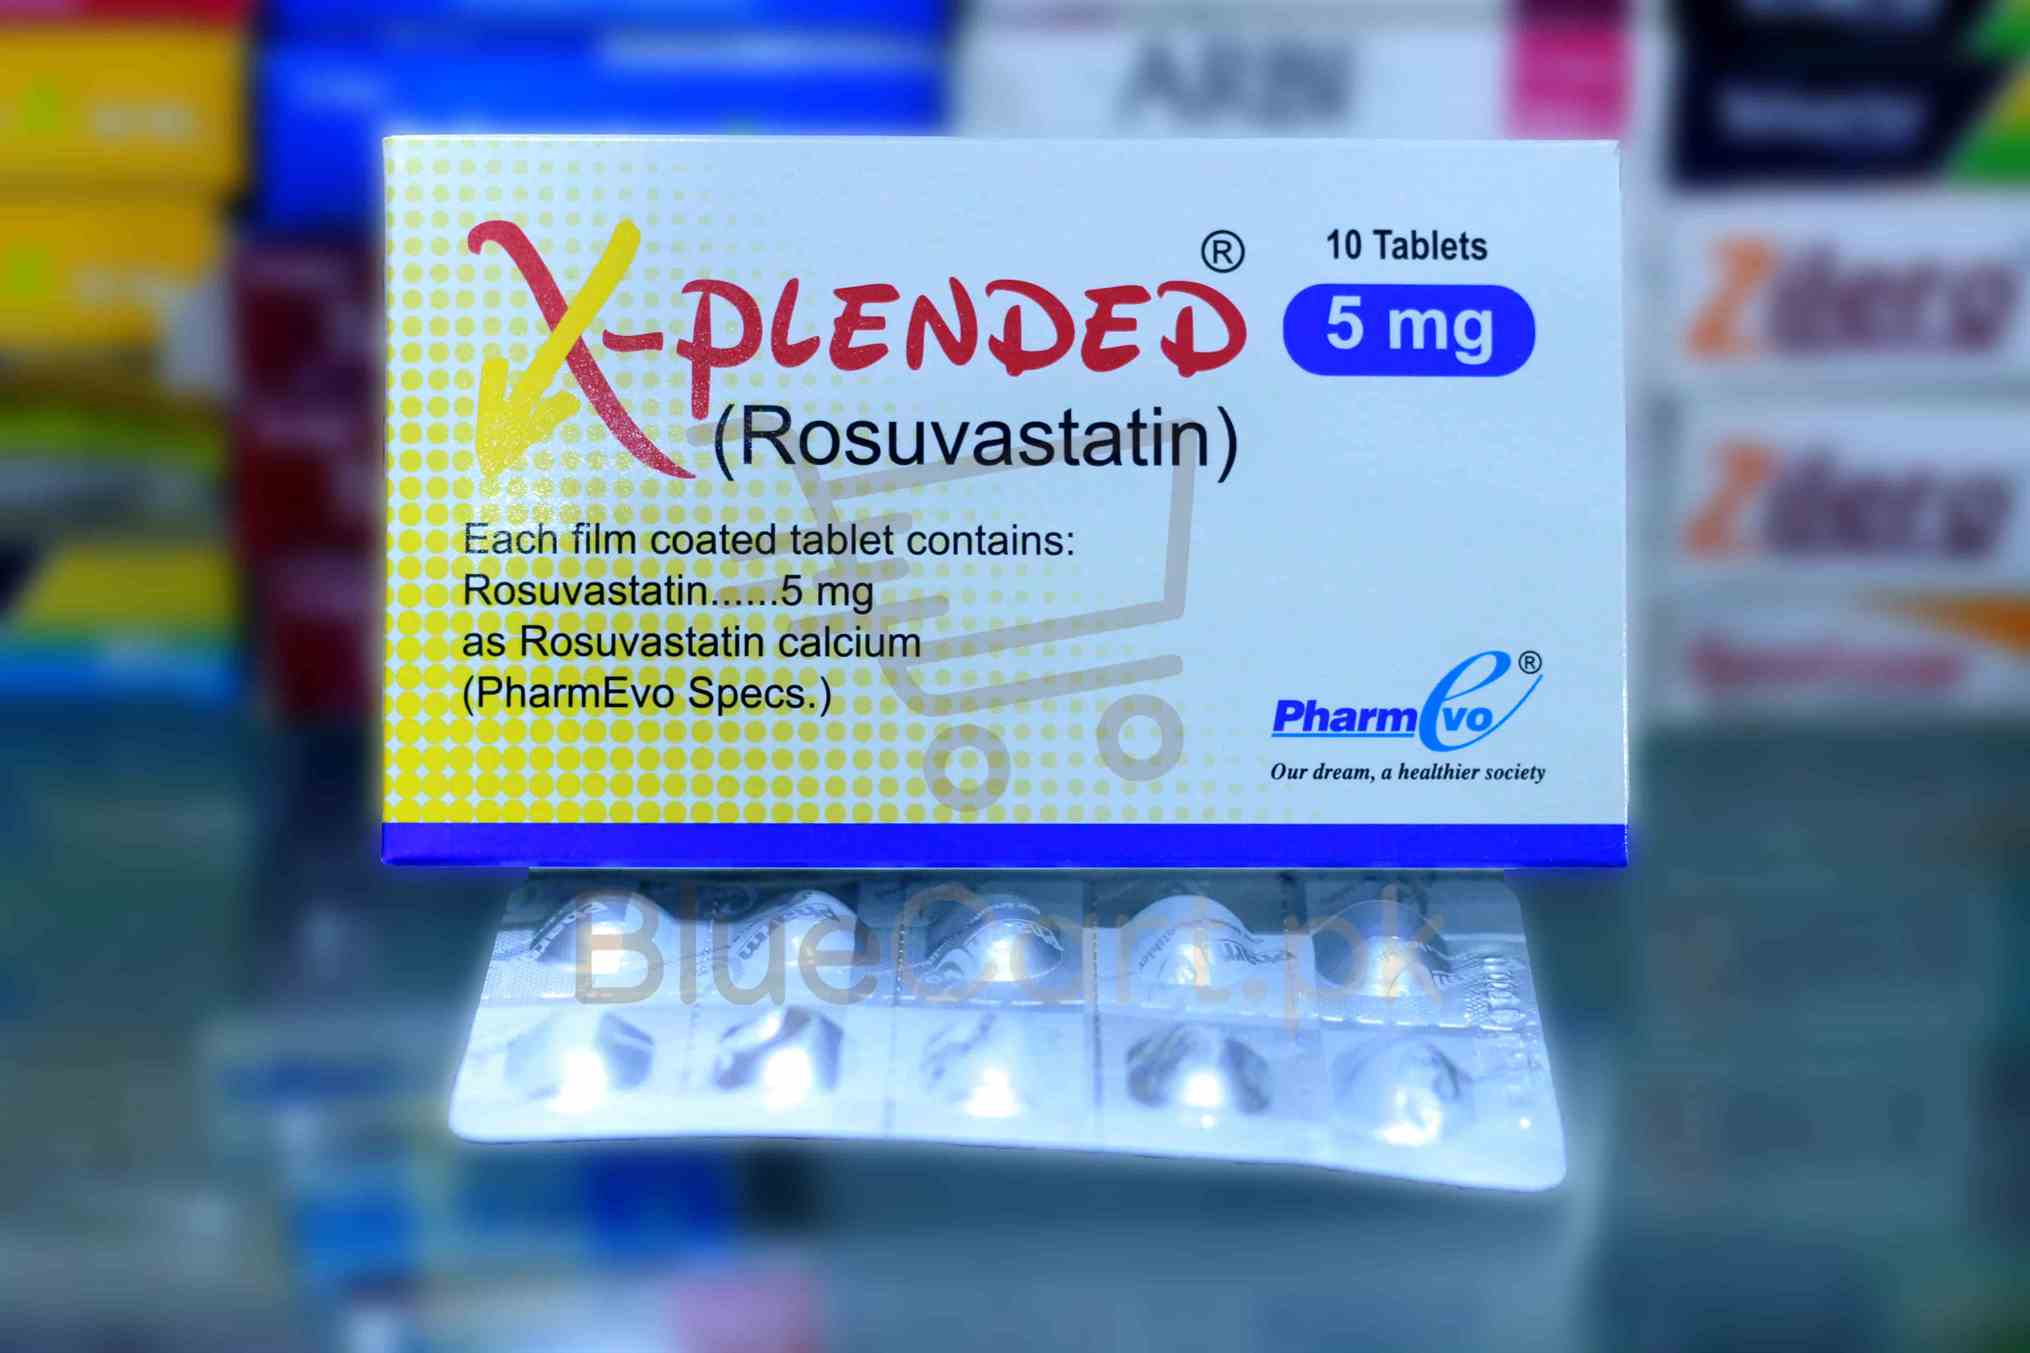 ARIN
X-PLENDED®
10 Tablets
5 mg
(Rosuvastatin)
Each film coated tablet contains:
Rosuvastatin......5 mg
as Rosuvastatin calcium
(PharmEvo Specs.)
PharmEvo®
Our dream, a healthier society
BlueCart.pk